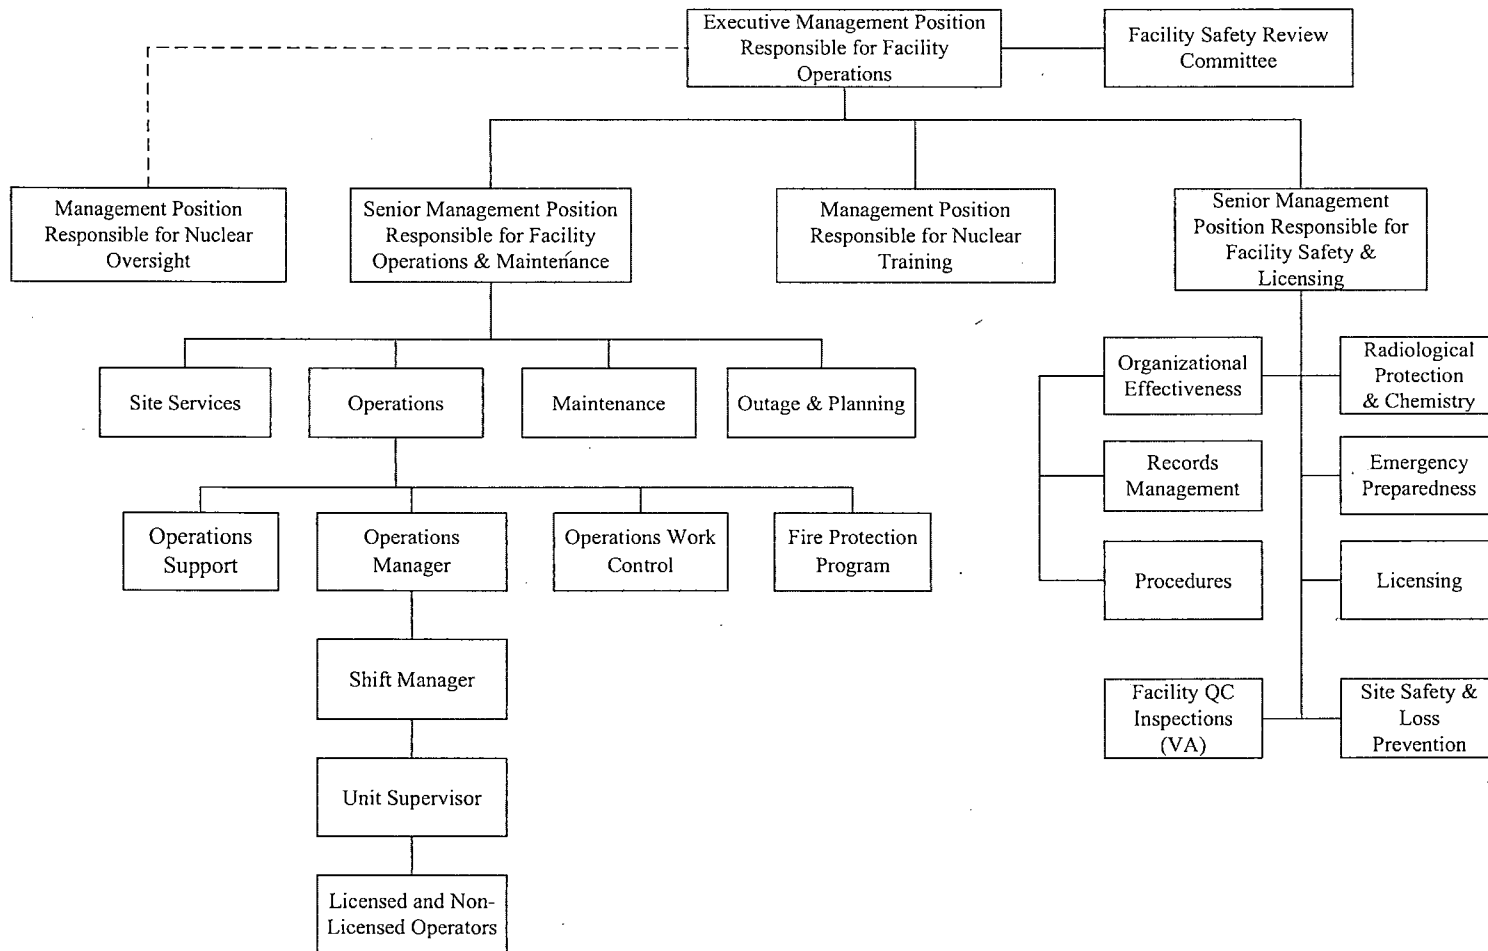 Executive Management Position
Responsible for Facility
Operations
Facility Safety Review
Committee
Management Position
Responsible for Nuclear
Oversight
Senior Management Position
Responsible for Facility
Operations & Maintenance
Management Position
Responsible for Nuclear
Training
Senior Management
Position Responsible for
Facility Safety &
Licensing
Site Services
Operations
Maintenance
Outage & Planning
Organizational
Effectiveness
Radiological
Protection
& Chemistry
Records
Management
Emergency
Preparedness
Operations
Support
Operations
Manager
Operations Work
Control
Fire Protection
Program
Procedures
Licensing
Shift Manager
Facility QC
Inspections
(VA)
Site Safety &
Loss
Prevention
Unit Supervisor
Licensed and Non-
Licensed Operators